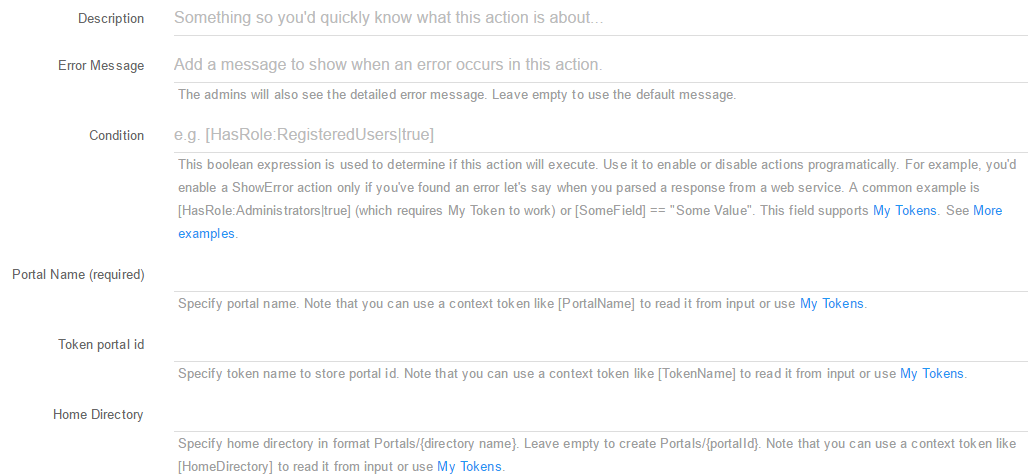 Description Something so you'd quickly know what this action is about...
Error Message Add a message to show when an error occurs in this action.
The admins will also see the detailed error message. Leave empty to use the default message.
Condition e.g. [HasRole:RegisteredUsers|true]
This boolean expression is used to determine if this action will execute. Use it to enable or disable actions programatically. For example, you'd
enable a ShowError action only if you've found an error let's say when you parsed a response from a web service. A common example is
[HasRole:Administrators|true] (which requires My Token to work) or [SomeField] == "Some Value". This field supports My Tokens. See More
examples.
Portal Name (required)
Specify portal name. Note that you can use a context token like [PortalName] to read it from input or use My Tokens.
Token portal id
Specify token name to store portal id. Note that you can use a context token like [TokenName] to read it from input or use My Tokens.
Home Directory
Specify home directory in format Portals/{directory name}. Leave empty to create Portals/{portalId}. Note that you can use a context token like
[HomeDirectory] to read it from input or use My Tokens.